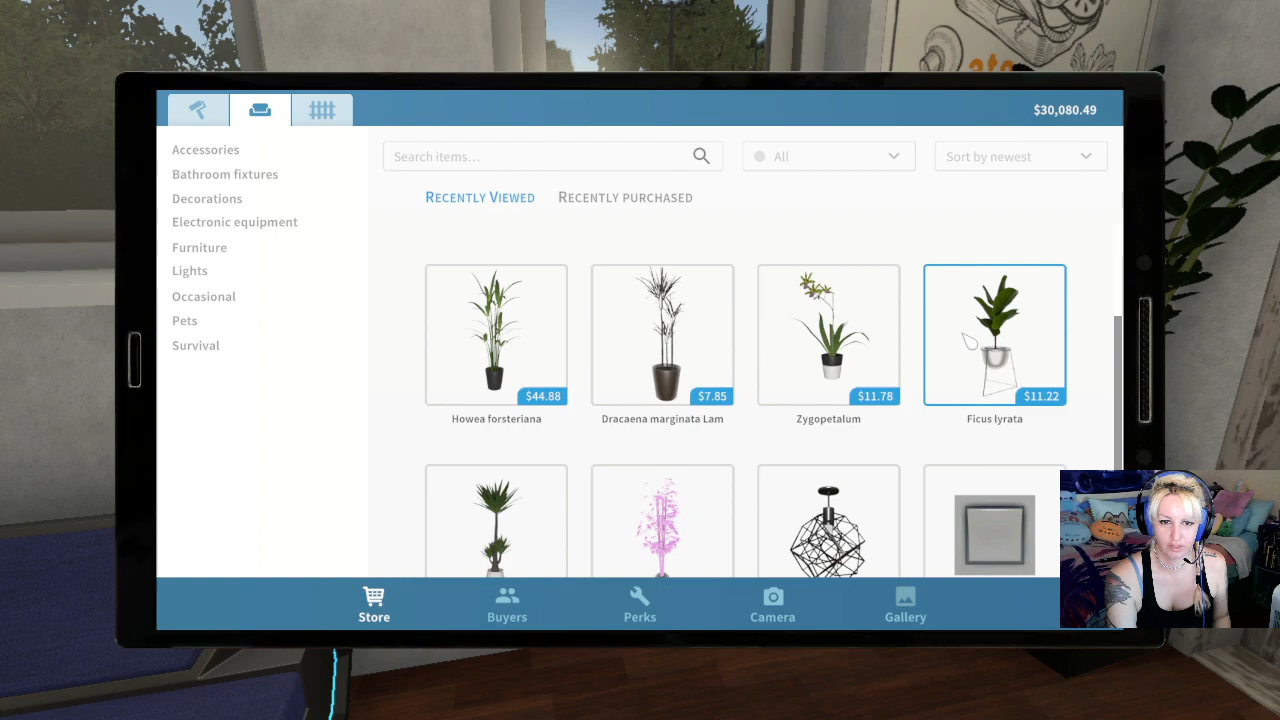 ate
$30,080.49
Accessories
Bathroom fixtures
Decorations
Electronic equipment
Furniture
Lights
Occasional
Pets
Survival
Search items...
All
Sort by newest
RECENTLY VIEWED
RECENTLY PURCHASED
$44.88
$7.85
$11.78
$11.22
Howea forsteriana
Dracaena marginata Lam
Zygopetalum
Ficus lyrata
Store
Buyers
Perks
Camera
Gallery